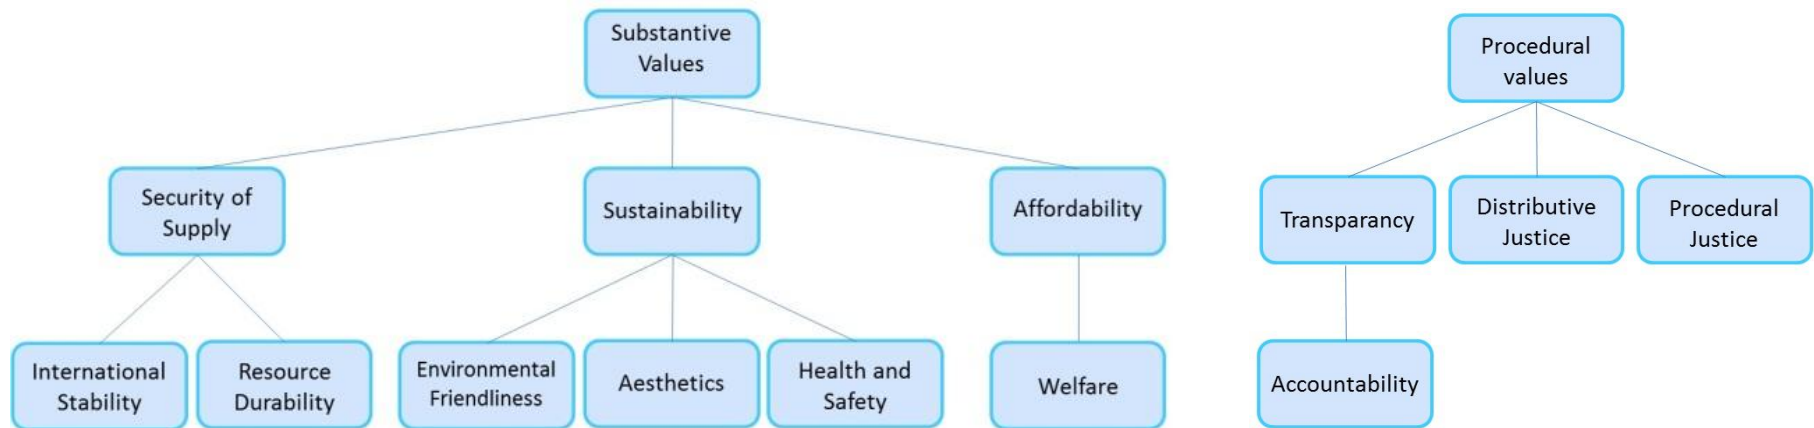 Substantive
Values
Procedural
values
Security of
Supply
Sustainability
Affordability
Transparancy
Distributive
Justice
Procedural
Justice
International
Stability
Resource
Durability
Environmental
Friendliness
Aesthetics
Health and
Safety
Welfare
Accountability